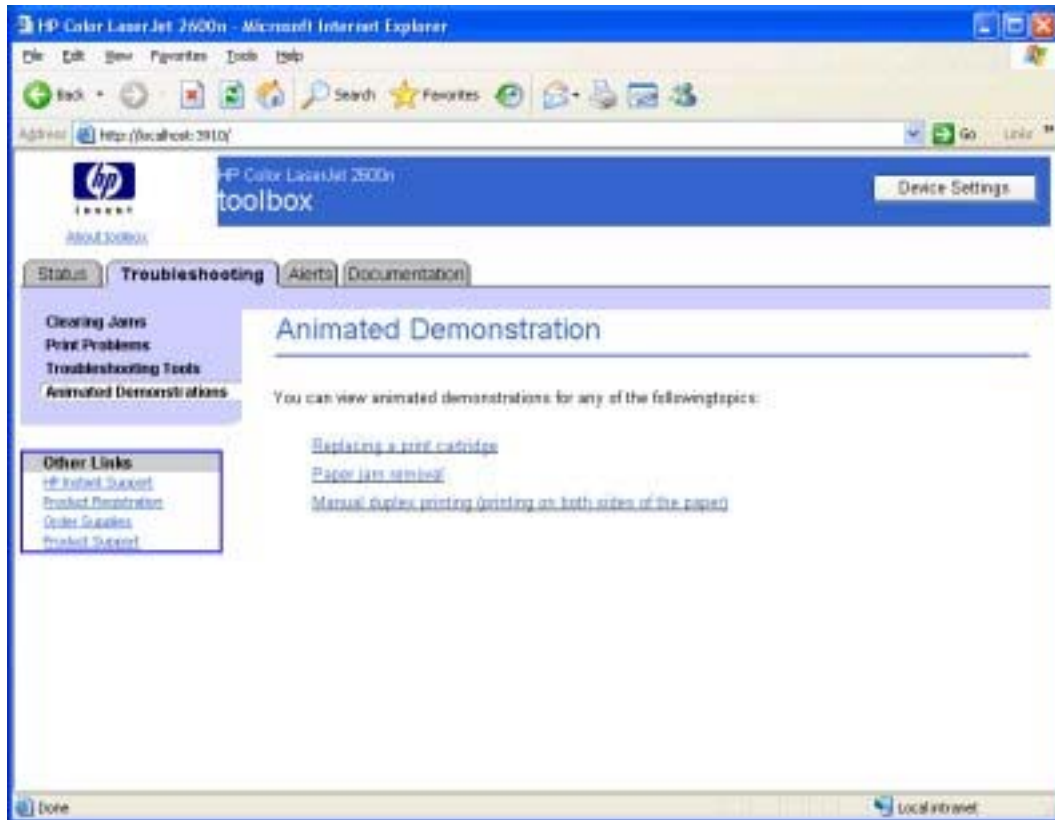 HP Color LaserJet 2600n - Microsoft Internet Explorer
File Edit View Favorites Tools Help
Back Search Favorites
Address http://localhost:3910/ Go Links »
hp
invent
HP Color LaserJet 2600n
toolbox
Device Settings
About toolbox
Status Troubleshooting Alerts Documentation
Clearing Jams
Print Problems
Troubleshooting Tools
Animated Demonstrations
Animated Demonstration
You can view animated demonstrations for any of the followingtopics:
Replacing a print cartridge
Paper jam removal
Manual duplex printing (printing on both sides of the paper)
Other Links
HP Instant Support
Product Registration
Order Supplies
Product Support
Done Local intranet